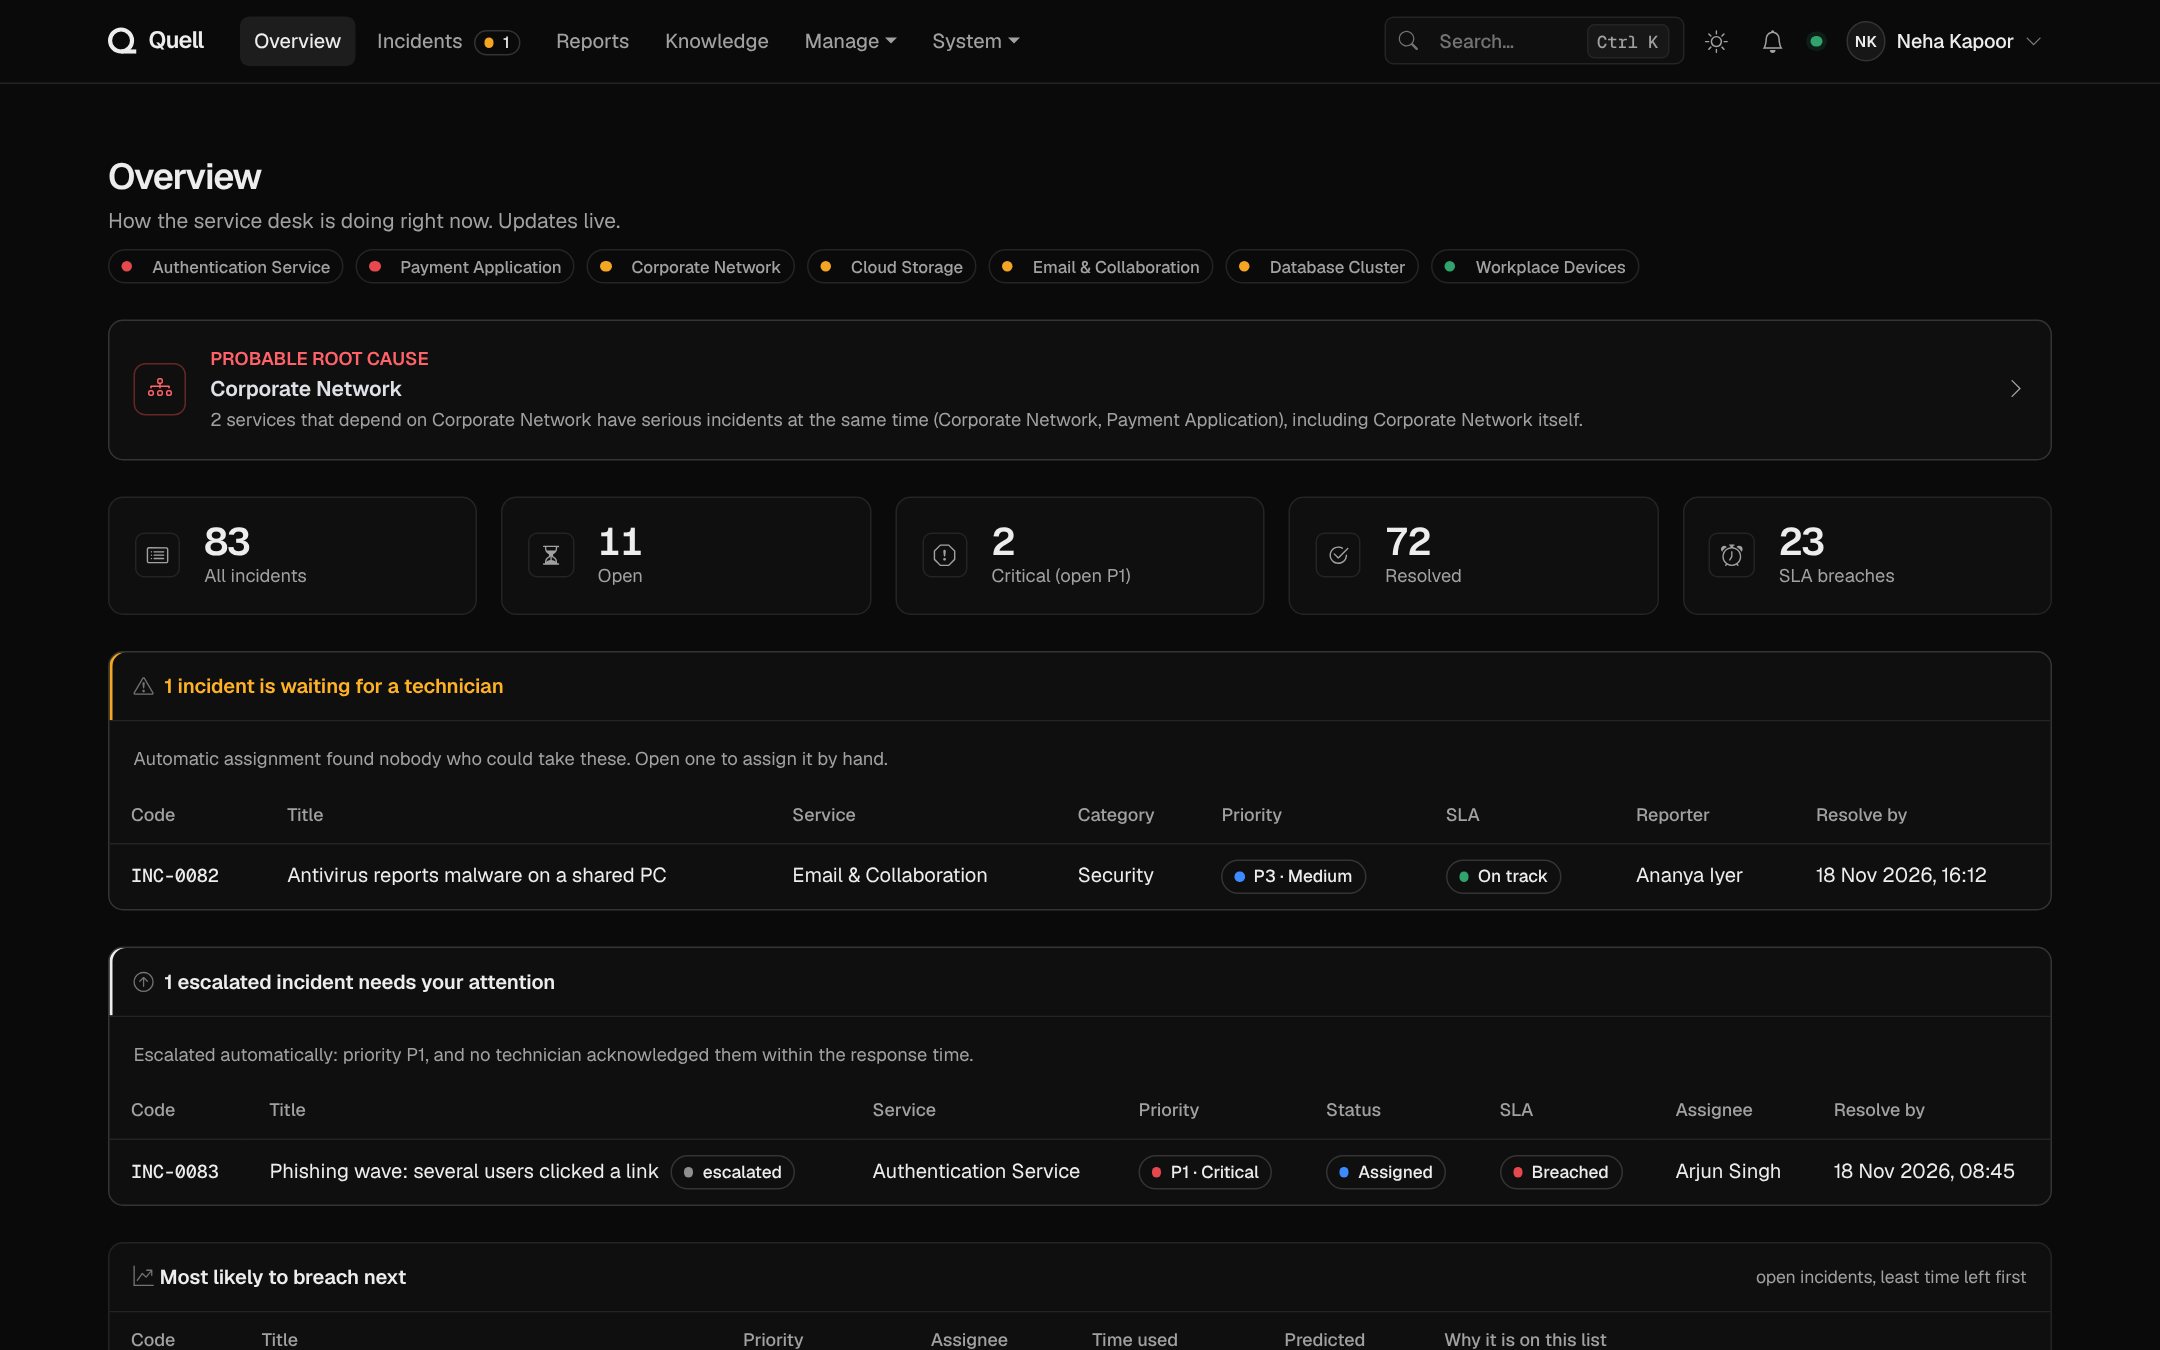 Quell Overview Incidents 1 Reports Knowledge Manage System Search... Ctrl K NK Neha Kapoor
Overview
How the service desk is doing right now. Updates live.
Authentication Service Payment Application Corporate Network Cloud Storage Email & Collaboration Database Cluster Workplace Devices
PROBABLE ROOT CAUSE
Corporate Network
2 services that depend on Corporate Network have serious incidents at the same time (Corporate Network, Payment Application), including Corporate Network itself.
83 11 2 72 23
All incidents Open Critical (open P1) Resolved SLA breaches
1 incident is waiting for a technician
Automatic assignment found nobody who could take these. Open one to assign it by hand.
Code Title Service Category Priority SLA Reporter Resolve by
INC-0082 Antivirus reports malware on a shared PC Email & Collaboration Security P3 · Medium On track Ananya Iyer 18 Nov 2026, 16:12
1 escalated incident needs your attention
Escalated automatically: priority P1, and no technician acknowledged them within the response time.
Code Title Service Priority Status SLA Assignee Resolve by
INC-0083 Phishing wave: several users clicked a link escalated Authentication Service P1 · Critical Assigned Breached Arjun Singh 18 Nov 2026, 08:45
Most likely to breach next open incidents, least time left first
Code Title Priority Assignee Time used Predicted Why it is on this list